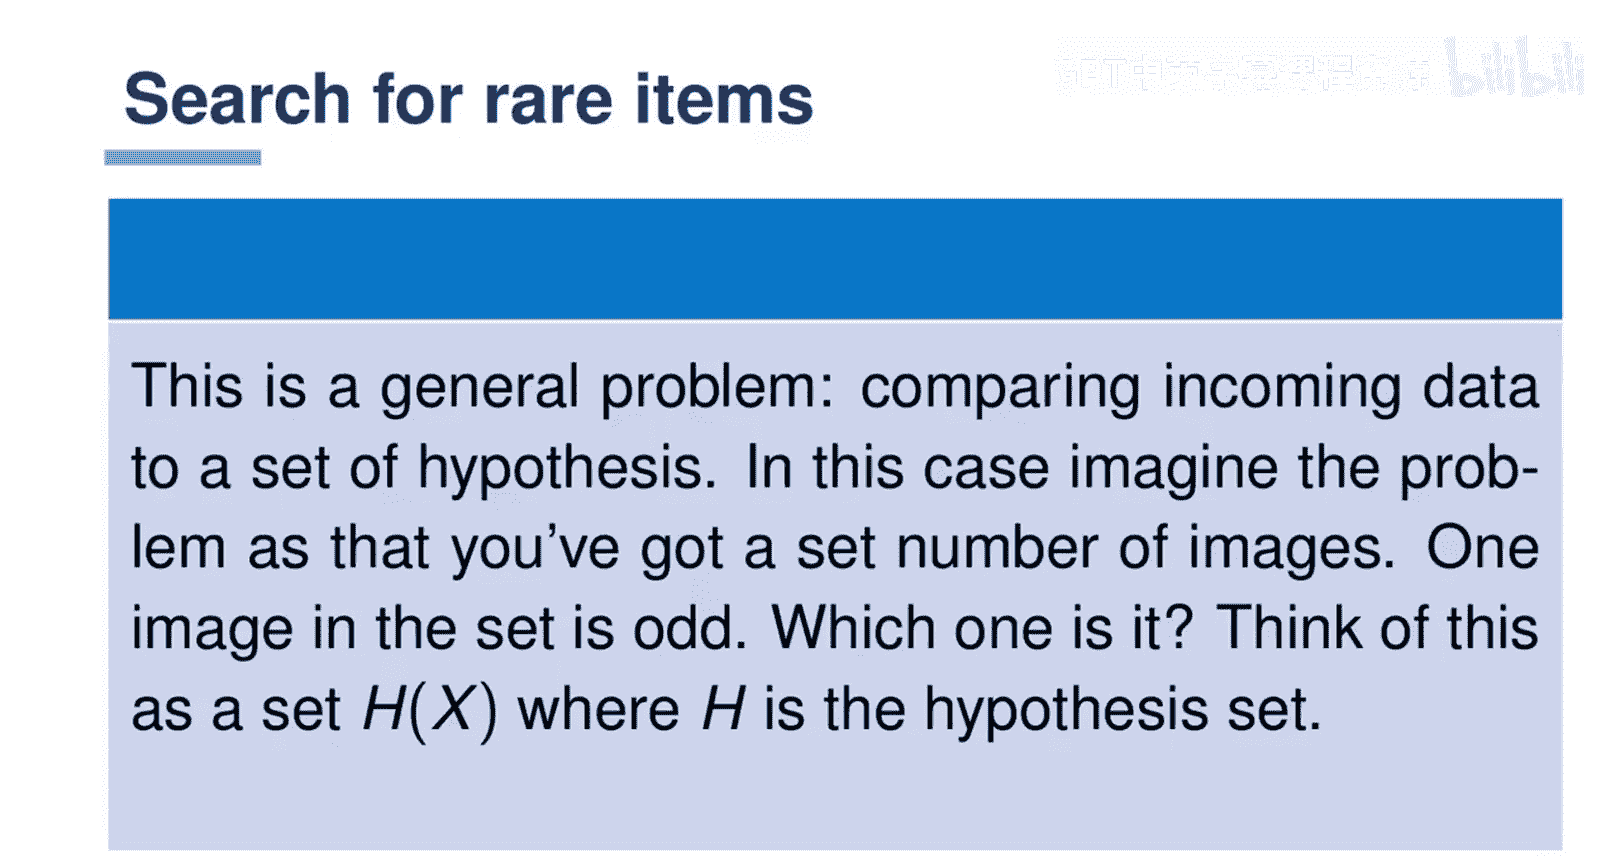 Search for rare items
bilibili
This is a general problem: comparing incoming data
to a set of hypothesis. In this case imagine the prob-
lem as that you've got a set number of images. One
image in the set is odd. Which one is it? Think of this
as a set H(X) where H is the hypothesis set.